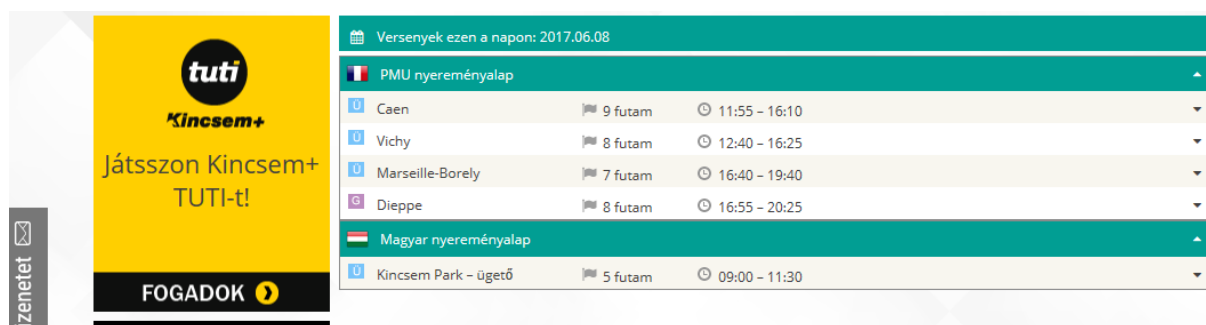 tuti
Kincsem+
Játsszon Kincsem+
TUTI-t!
FOGADOK
Versenyek ezen a napon: 2017.06.08
PMU nyereményalap
Ü Caen 9 futam 11:55 – 16:10
Ü Vichy 8 futam 12:40 – 16:25
Ü Marseille-Borely 7 futam 16:40 – 19:40
G Dieppe 8 futam 16:55 – 20:25
Magyar nyereményalap
Ü Kincsem Park – ügető 5 futam 09:00 – 11:30